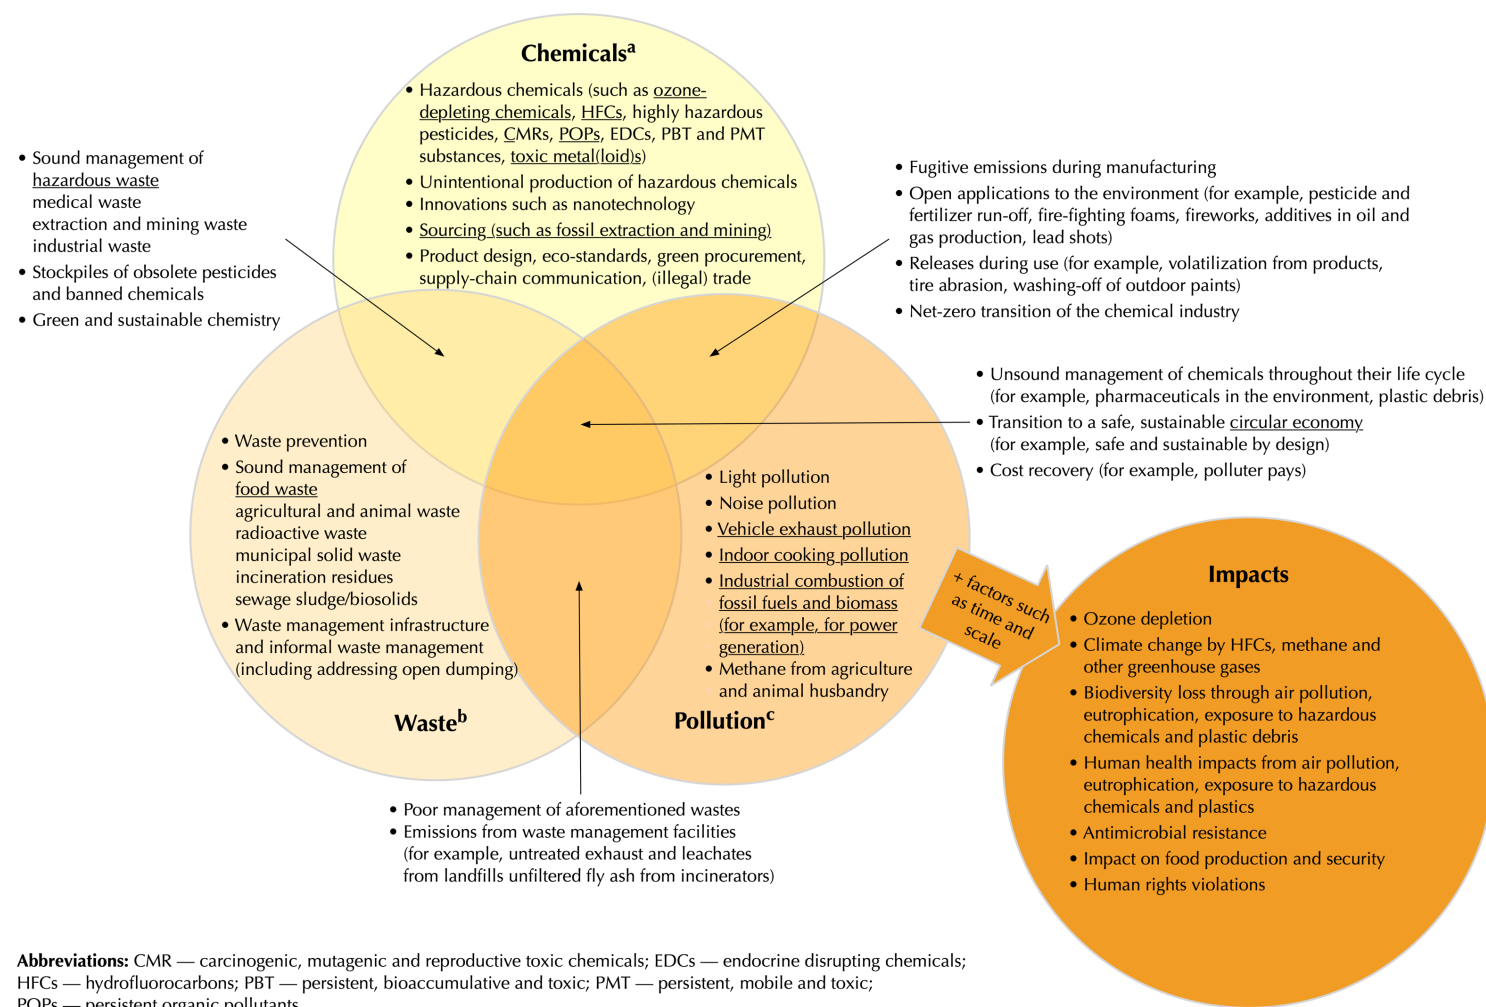 Chemicalsᵃ
• Hazardous chemicals (such as ozone-
depleting chemicals, HFCs, highly hazardous
pesticides, CMRs, POPs, EDCs, PBT and PMT
substances, toxic metal(loid)s)
• Unintentional production of hazardous chemicals
• Innovations such as nanotechnology
• Sourcing (such as fossil extraction and mining)
• Product design, eco-standards, green procurement,
supply-chain communication, (illegal) trade
• Sound management of
hazardous waste
medical waste
extraction and mining waste
industrial waste
• Stockpiles of obsolete pesticides
and banned chemicals
• Green and sustainable chemistry
• Fugitive emissions during manufacturing
• Open applications to the environment (for example, pesticide and
fertilizer run-off, fire-fighting foams, fireworks, additives in oil and
gas production, lead shots)
• Releases during use (for example, volatilization from products,
tire abrasion, washing-off of outdoor paints)
• Net-zero transition of the chemical industry
• Unsound management of chemicals throughout their life cycle
(for example, pharmaceuticals in the environment, plastic debris)
• Transition to a safe, sustainable circular economy
(for example, safe and sustainable by design)
• Cost recovery (for example, polluter pays)
• Waste prevention
• Sound management of
food waste
agricultural and animal waste
radioactive waste
municipal solid waste
incineration residues
sewage sludge/biosolids
• Waste management infrastructure
and informal waste management
(including addressing open dumping)
Wasteᵇ
• Light pollution
• Noise pollution
• Vehicle exhaust pollution
• Indoor cooking pollution
• Industrial combustion of
fossil fuels and biomass
(for example, for power
generation)
• Methane from agriculture
and animal husbandry
Pollutionᶜ
+ factors such
as time and
scale
Impacts
• Ozone depletion
• Climate change by HFCs, methane and
other greenhouse gases
• Biodiversity loss through air pollution,
eutrophication, exposure to hazardous
chemicals and plastic debris
• Human health impacts from air pollution,
eutrophication, exposure to hazardous
chemicals and plastics
• Antimicrobial resistance
• Impact on food production and security
• Human rights violations
• Poor management of aforementioned wastes
• Emissions from waste management facilities
(for example, untreated exhaust and leachates
from landfills unfiltered fly ash from incinerators)
Abbreviations: CMR — carcinogenic, mutagenic and reproductive toxic chemicals; EDCs — endocrine disrupting chemicals;
HFCs — hydrofluorocarbons; PBT — persistent, bioaccumulative and toxic; PMT — persistent, mobile and toxic;
POPs — persistent organic pollutants